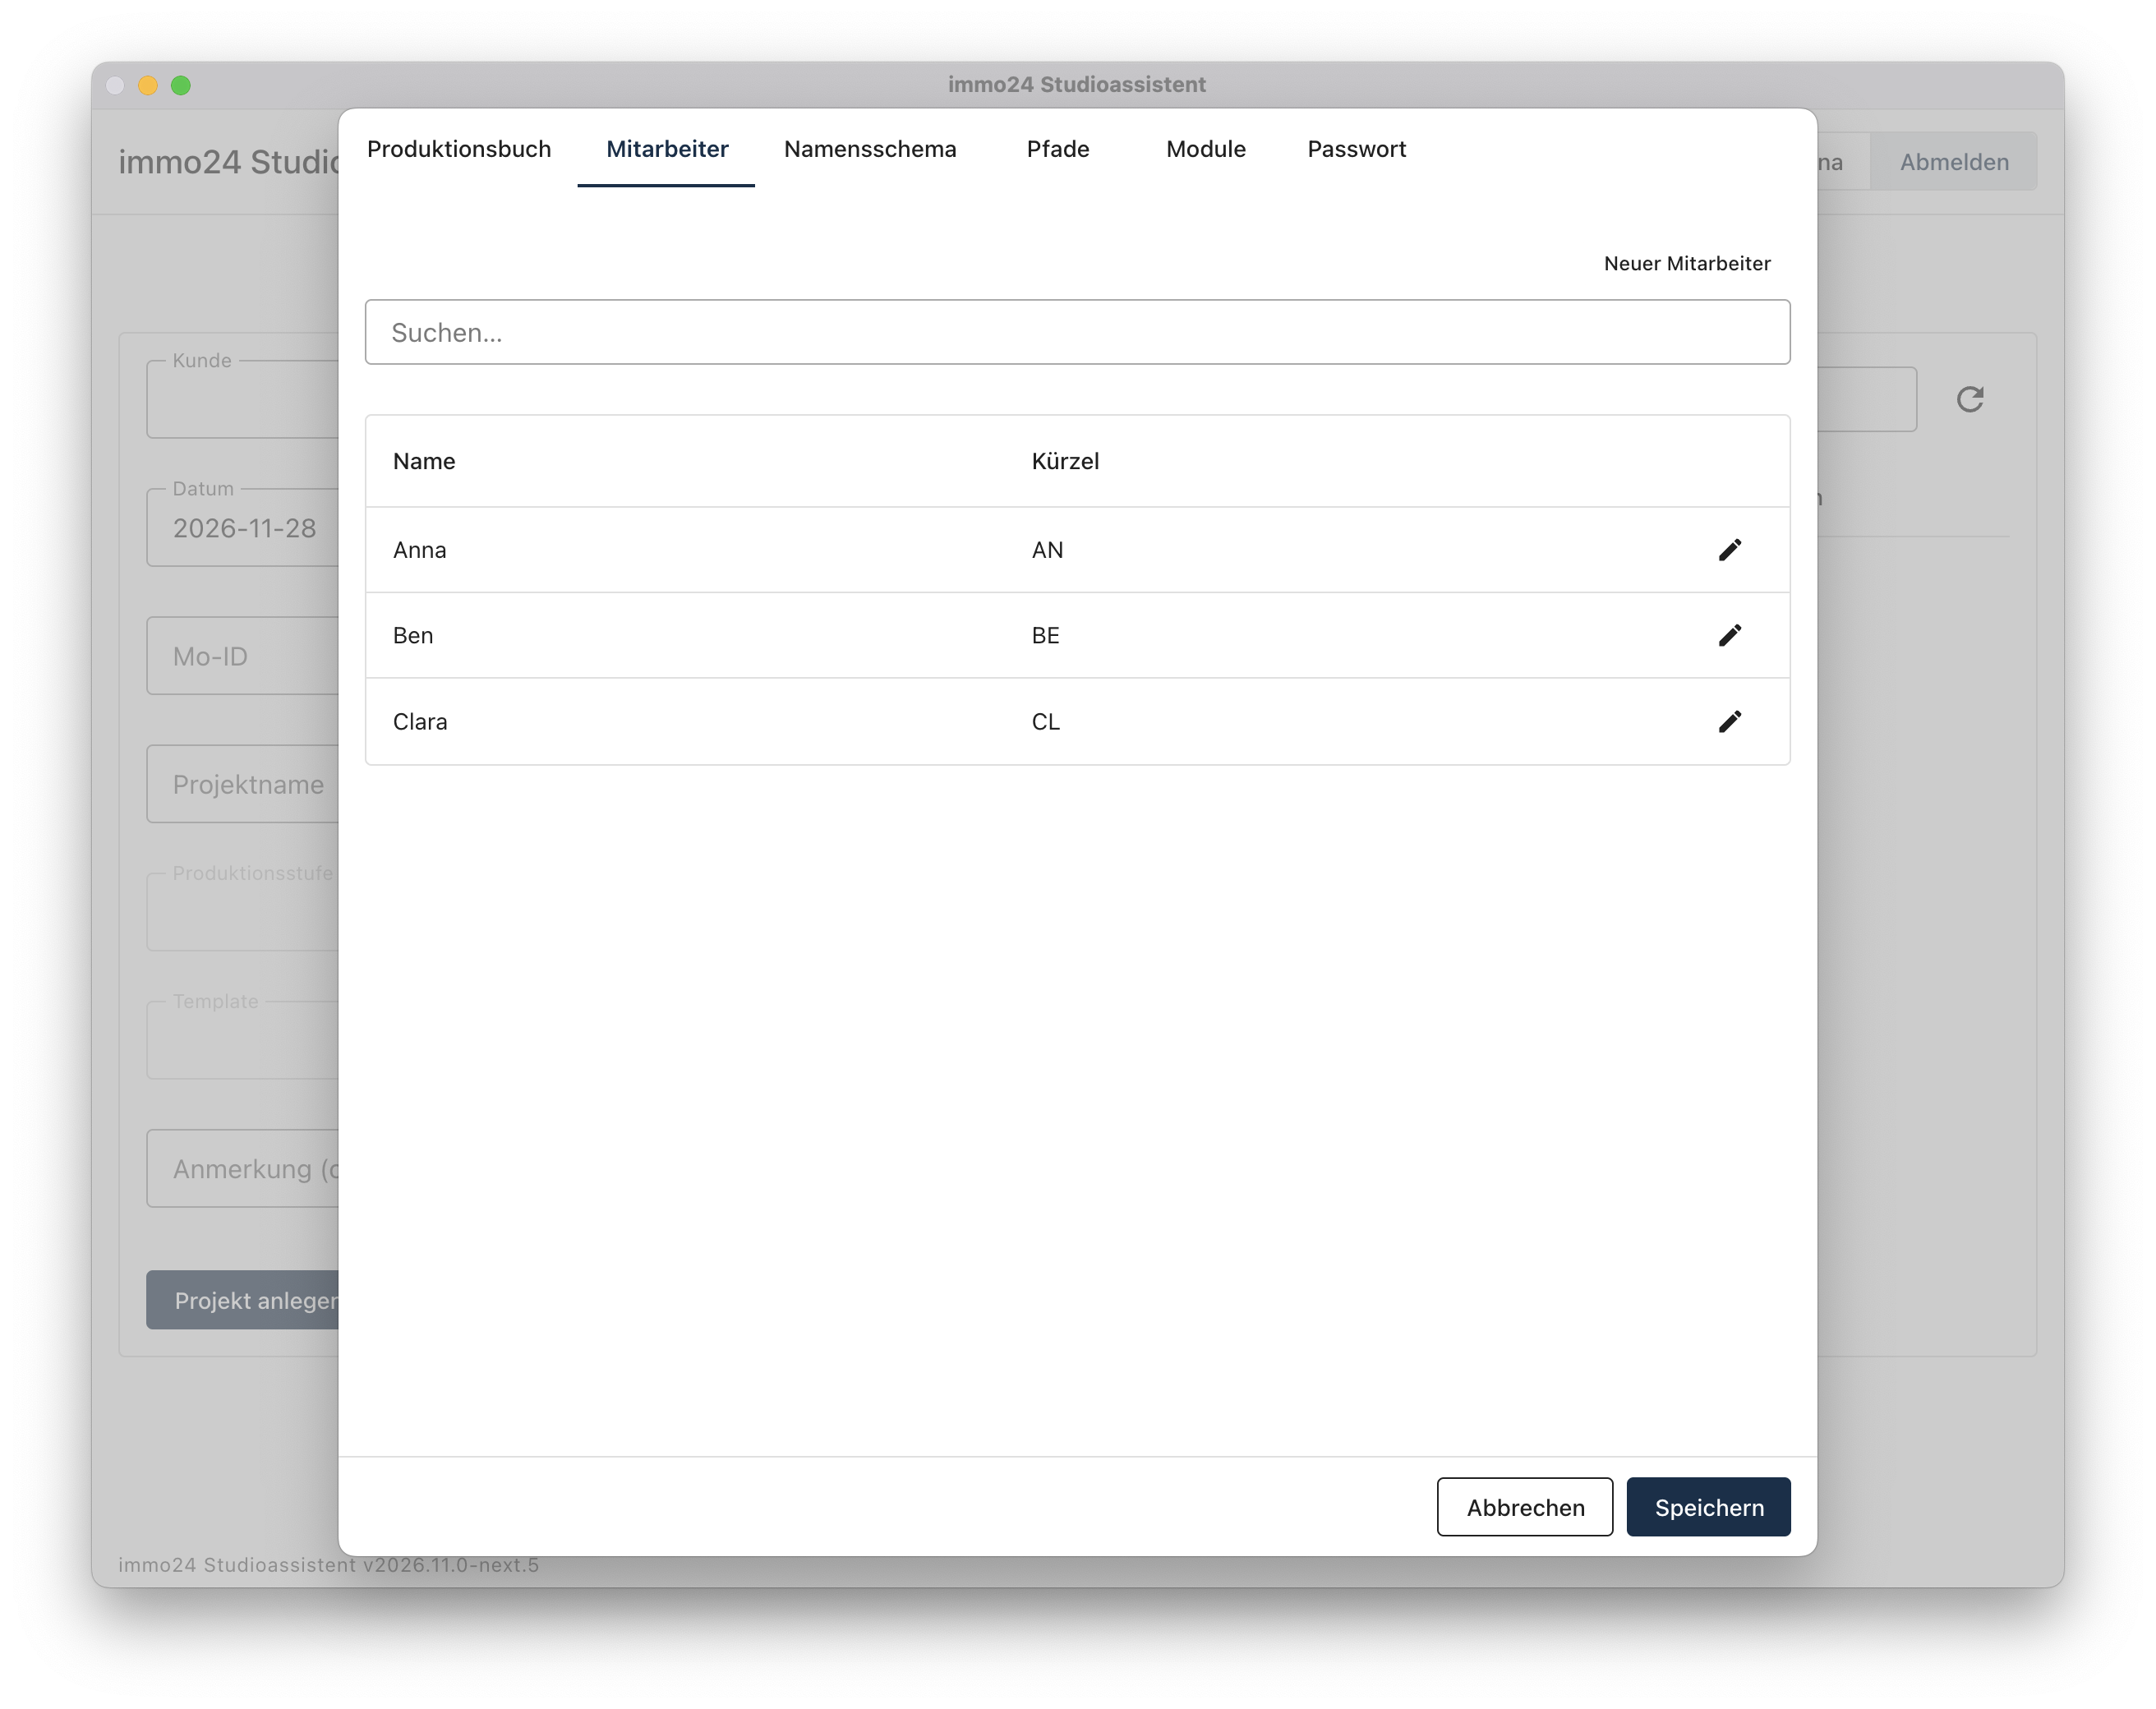 immo24 Studioassistent
immo24 Studio
na
Abmelden
Produktionsbuch
Mitarbeiter
Namensschema
Pfade
Module
Passwort
Neuer Mitarbeiter
Suchen...
Name
Kürzel
Anna
AN
Ben
BE
Clara
CL
Abbrechen
Speichern
Kunde
Datum
2026-11-28
Mo-ID
Projektname
Produktionsstufe
Template
Anmerkung (o
Projekt anlegen
n
immo24 Studioassistent v2026.11.0-next.5